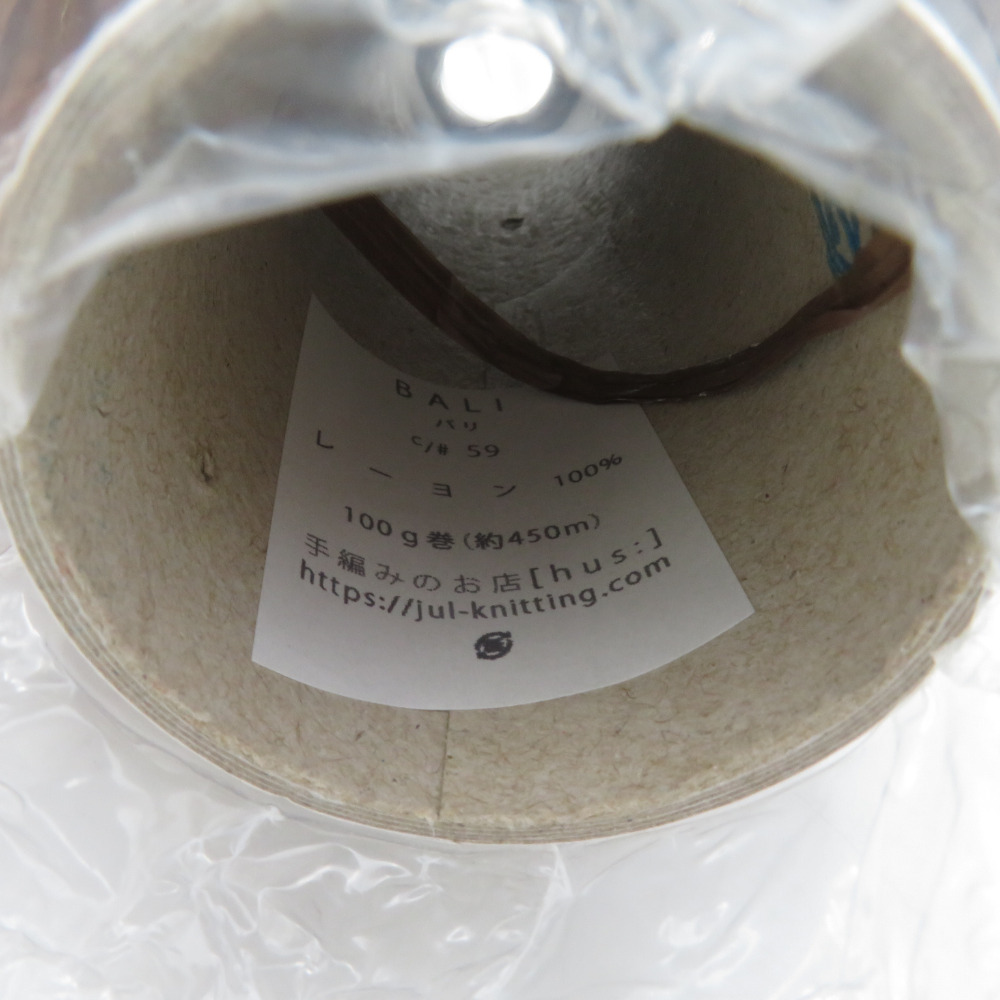 BALI
バリ
c/# 59
レーヨン 100%
100g巻(約450m)
手編みのお店[hus:]
https://jul-knitting.com